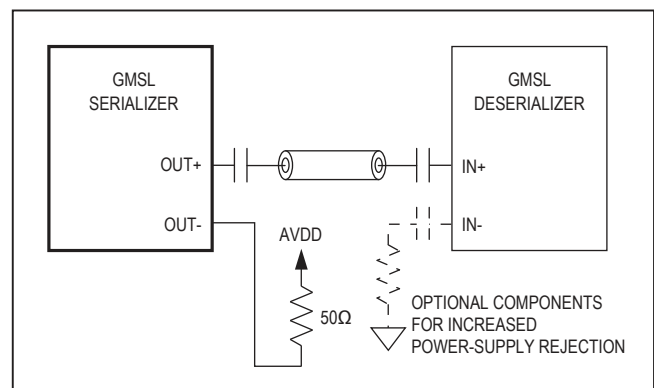 GMSL
SERIALIZER
GMSL
DESERIALIZER
OUT+
IN+
OUT-
AVDD
IN-
50Ω
OPTIONAL COMPONENTS
FOR INCREASED
POWER-SUPPLY REJECTION